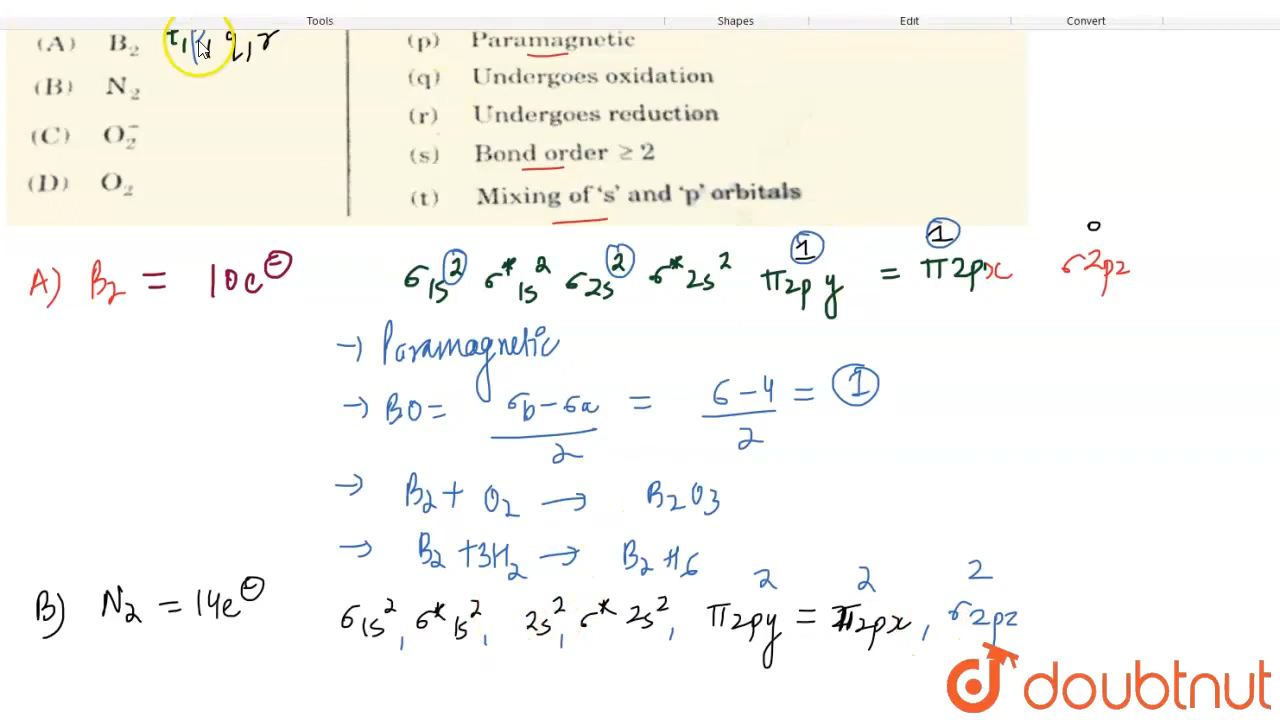 Tools Shapes Edit Convert
(A) B₂ t, p, q, r (p) Paramagnetic
(B) N₂ (q) Undergoes oxidation
(C) O₂⁻ (r) Undergoes reduction
(D) O₂ (s) Bond order ≥ 2
(t) Mixing of 's' and 'p' orbitals
A) B₂ = 10e⊖ σ1s² σ*1s² σ2s² σ*2s² π2py¹ = π2px¹ σ2pz⁰
→ Paramagnetic
→ BO = σb-σa/2 = 6-4/2 = 1
→ B₂ + O₂ → B₂O₃
→ B₂ + 3H₂ → B₂H₆
B) N₂ = 14e⊖ σ1s², σ*1s², 2s², σ*2s², π2py² = π2px², σ2pz²
doubtnut